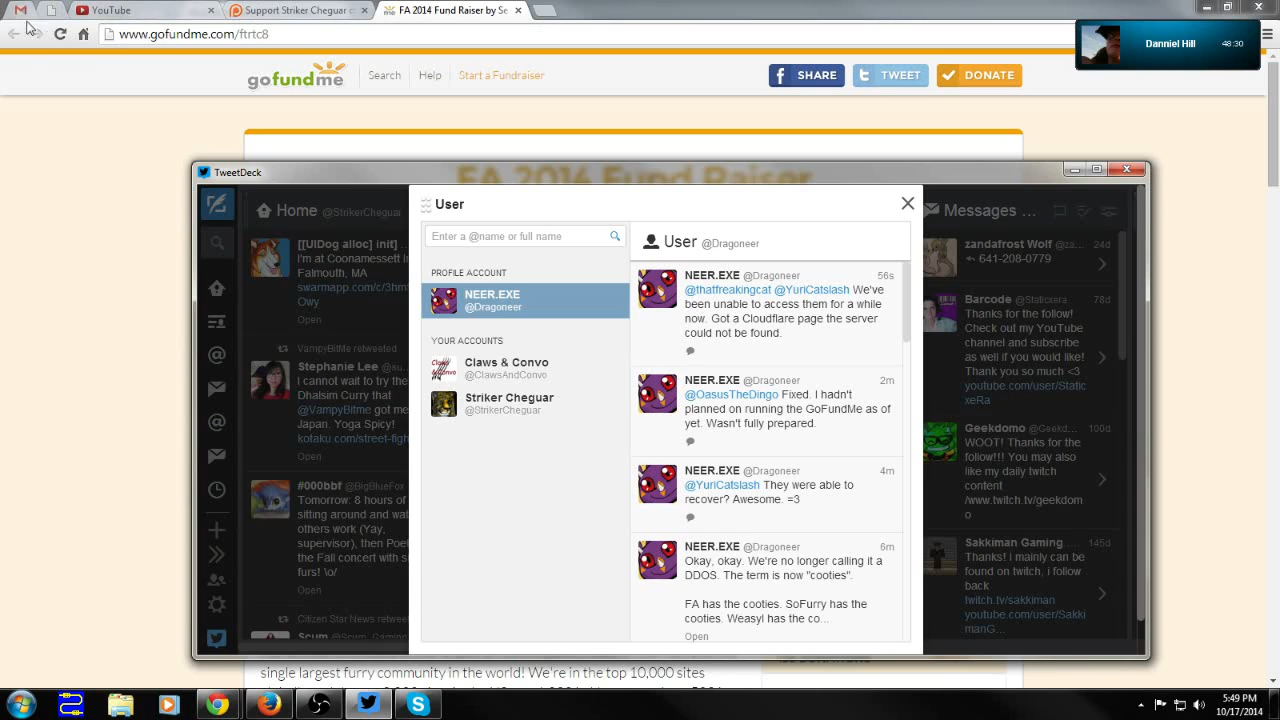 YouTube
Support Striker Cheguar c
FA 2014 Fund Raiser by Se
www.gofundme.com/ftrtc8
Danniel Hill
48:30
gofundme
Search
Help
Start a Fundraiser
SHARE
TWEET
DONATE
FA 2014 Fund Raiser
TweetDeck
Home @StrikerCheguar
[[UIDog alloc] init]
I'm at Coonamessett
Falmouth, MA
swarmapp.com/c/3hm
Owy
Open
VampyBitMe retweeted
Stephanie Lee @su
I cannot wait to try the
Dhalsim Curry that
@VampyBitme got me
Japan. Yoga Spicy!
kotaku.com/street-figh
Open
#000bbf @BigBlueFox
Tomorrow: 8 hours of
sitting around and wat
others work (Yay,
supervisor), then Poe
the Fall concert with s
furs! \o/
Open
Citizen Star News retweet
Scum @Scum_Gaming
User
Enter a @name or full name
PROFILE ACCOUNT
NEER.EXE
@Dragoneer
YOUR ACCOUNTS
Claws & Convo
@ClawsAndConvo
Striker Cheguar
@StrikerCheguar
User @Dragoneer
NEER.EXE @Dragoneer 56s
@thatfreakingcat @YuriCatslash We've
been unable to access them for a while
now. Got a Cloudflare page the server
could not be found.
NEER.EXE @Dragoneer 2m
@OasusTheDingo Fixed. I hadn't
planned on running the GoFundMe as of
yet. Wasn't fully prepared.
NEER.EXE @Dragoneer 4m
@YuriCatslash They were able to
recover? Awesome. =3
NEER.EXE @Dragoneer 6m
Okay, okay. We're no longer calling it a
DDOS. The term is now "cooties".
FA has the cooties. SoFurry has the
cooties. Weasyl has the co...
Open
Messages ...
zandafrost Wolf @za... 24d
641-208-0779
Barcode @Staticxera 78d
Thanks for the follow!
Check out my YouTube
channel and subscribe
as well if you would like!
Thank you so much <3
youtube.com/user/Static
xeRa
Geekdomo @Geekd... 100d
WOOT! Thanks for the
follow!!! You may also
like my daily twitch
content
/www.twitch.tv/geekdom
o
Sakkiman Gaming... 145d
Thanks! i mainly can be
found on twitch, i follow
back
twitch.tv/sakkiman
youtube.com/user/Sakki
manG...
single largest furry community in the world! We're in the top 10,000 sites
5:49 PM
10/17/2014